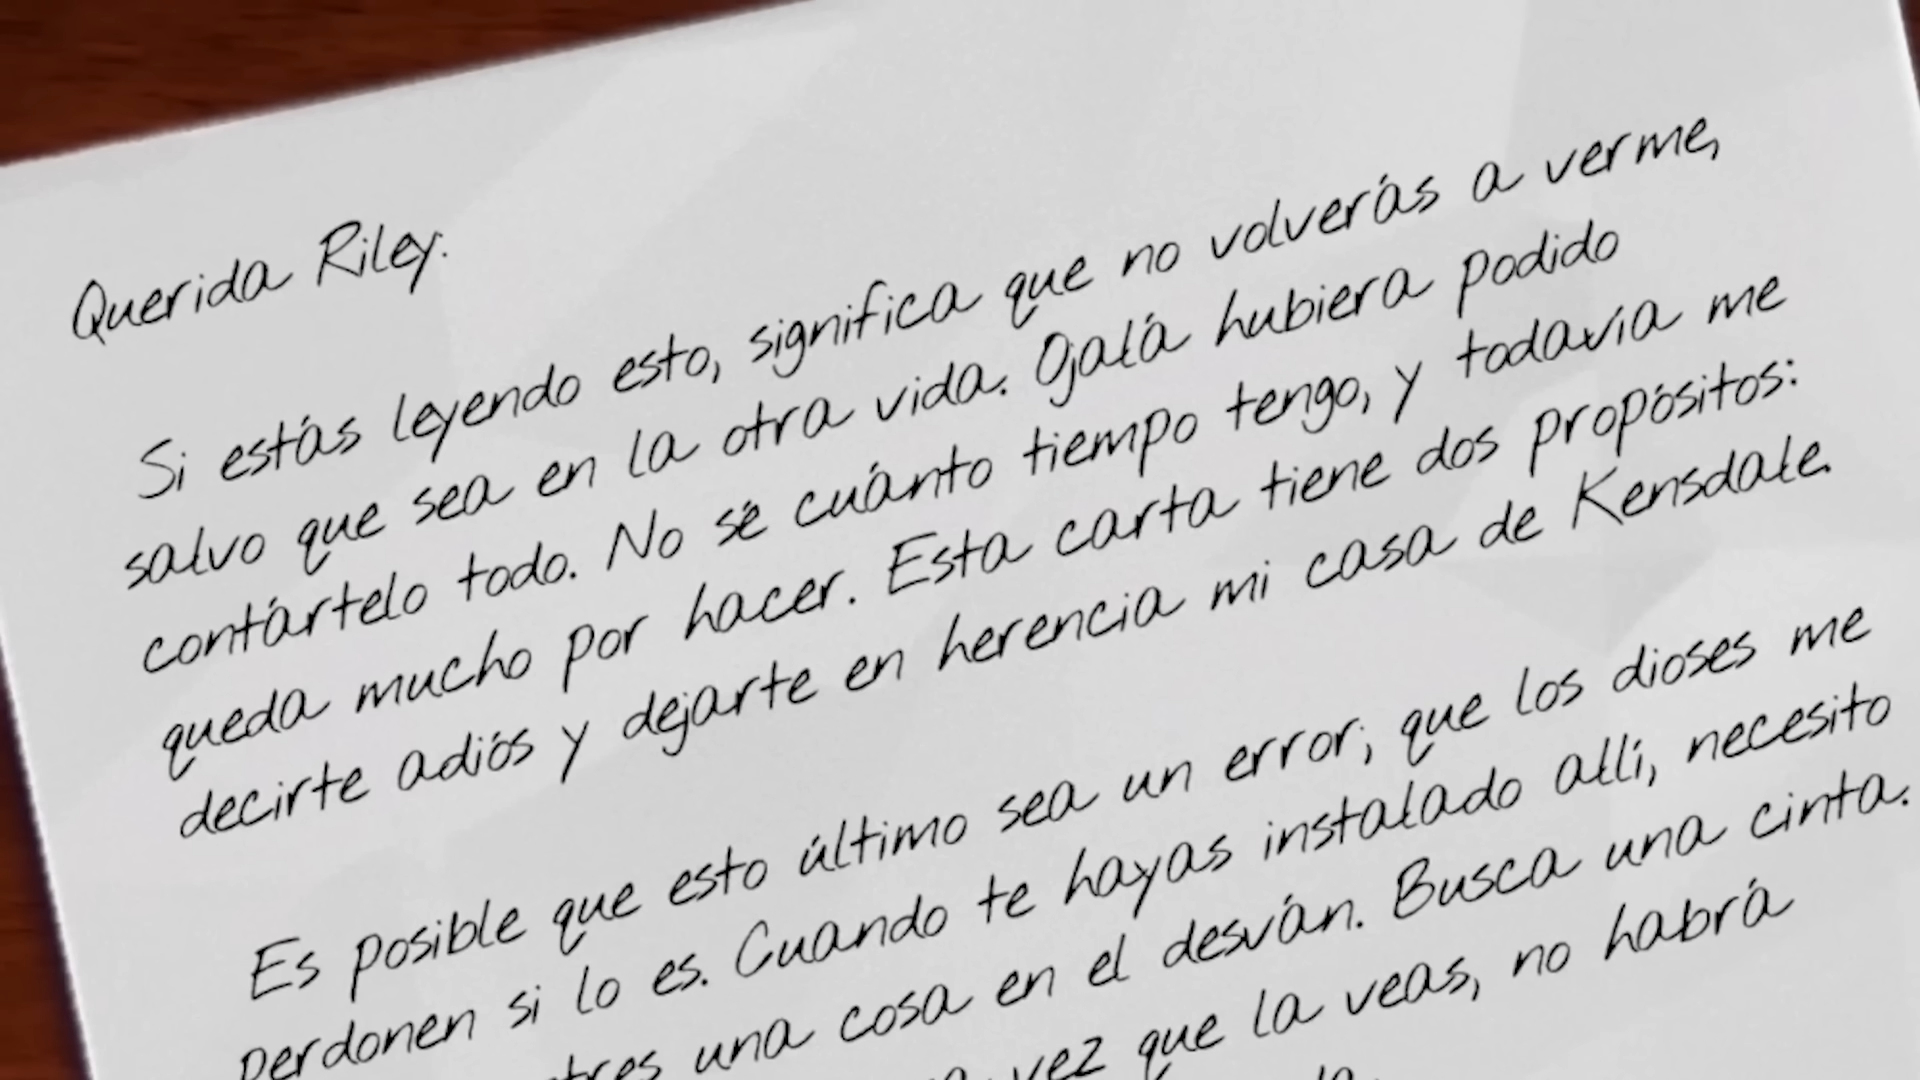 Querida Riley:
Si estás leyendo esto, significa que no volverás a verme,
salvo que sea en la otra vida. Ojalá hubiera podido
contártelo todo. No sé cuánto tiempo tengo, y todavía me
queda mucho por hacer. Esta carta tiene dos propósitos:
decirte adiós y dejarte en herencia mi casa de Kensdale.
Es posible que esto último sea un error; que los dioses me
perdonen si lo es. Cuando te hayas instalado allí, necesito
una cosa en el desván. Busca una cinta.
vez que la veas, no habrá